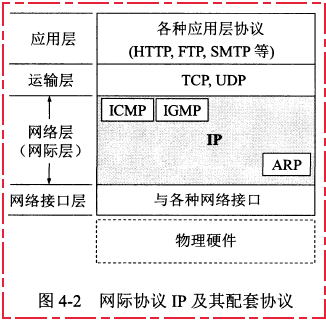 应用层
各种应用层协议
(HTTP, FTP, SMTP 等)
运输层
TCP, UDP
ICMP
IGMP
网络层
(网际层)
IP
ARP
网络接口层
与各种网络接口
物理硬件
图 4-2 网际协议 IP 及其配套协议